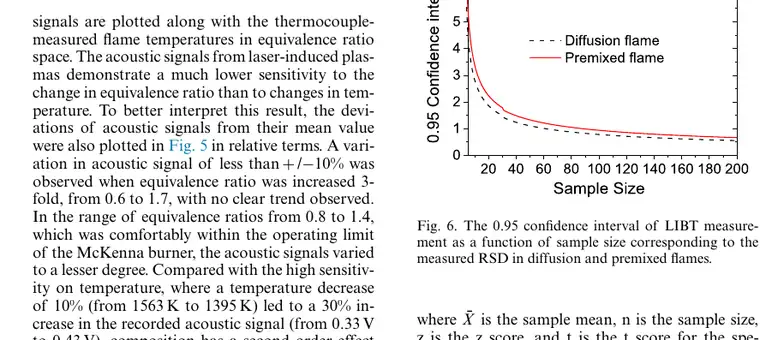 signals are plotted along with the thermocouple-
measured flame temperatures in equivalence ratio
space. The acoustic signals from laser-induced plas-
mas demonstrate a much lower sensitivity to the
change in equivalence ratio than to changes in tem-
perature. To better interpret this result, the devi-
ations of acoustic signals from their mean value
were also plotted in Fig. 5 in relative terms. A vari-
ation in acoustic signal of less than +/−10% was
observed when equivalence ratio was increased 3-
fold, from 0.6 to 1.7, with no clear trend observed.
In the range of equivalence ratios from 0.8 to 1.4,
which was comfortably within the operating limit
of the McKenna burner, the acoustic signals varied
to a lesser degree. Compared with the high sensitiv-
ity on temperature, where a temperature decrease
of 10% (from 1563 K to 1395 K) led to a 30% in-
crease in the recorded acoustic signal (from 0.33 V
to 0.43 V), composition has a second order effect
0.95 Confidence inte
5
4
3
2
1
0
Diffusion flame
Premixed flame
20 40 60 80 100 120 140 160 180 200
Sample Size
Fig. 6. The 0.95 confidence interval of LIBT measure-
ment as a function of sample size corresponding to the
measured RSD in diffusion and premixed flames.
where X̄ is the sample mean, n is the sample size,
z is the z score, and t is the t score for the spe-